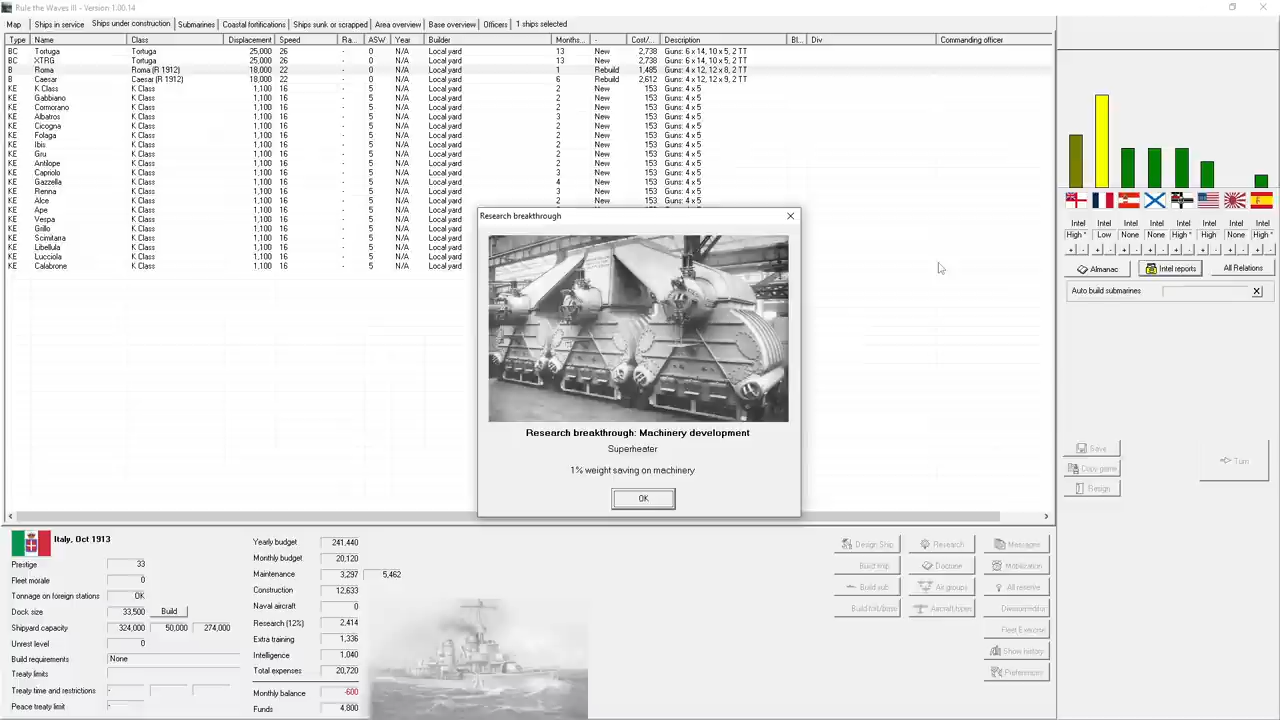 Rule the Waves III - Version 1.00.14
Map Ships in service Ships under construction Submarines Coastal fortifications Ships sunk or scrapped Area overview Base overview Officers 1 ships selected
Type Name Class Displacement Speed Ra... ASW Year Builder Months... - Cost/... Description Bl... Div Commanding officer
BC Tortuga Tortuga 25,000 26 - 0 N/A Local yard 13 New 2,738 Guns: 6 x 14, 10 x 5, 2 TT
BC XTRG Tortuga 25,000 26 - 0 N/A Local yard 13 New 2,738 Guns: 6 x 14, 10 x 5, 2 TT
B Roma Roma (R 1912) 18,000 22 - 0 N/A Local yard 1 Rebuild 1,485 Guns: 4 x 12, 12 x 8, 2 TT
B Caesar Caesar (R 1912) 18,000 22 - 0 N/A Local yard 6 Rebuild 2,612 Guns: 4 x 12, 12 x 9, 2 TT
KE K Class K Class 1,100 16 - 5 N/A Local yard 2 New 153 Guns: 4 x 5
KE Gabbiano K Class 1,100 16 - 5 N/A Local yard 2 New 153 Guns: 4 x 5
KE Cormorano K Class 1,100 16 - 5 N/A Local yard 2 New 153 Guns: 4 x 5
KE Albatros K Class 1,100 16 - 5 N/A Local yard 3 New 153 Guns: 4 x 5
KE Cicogna K Class 1,100 16 - 5 N/A Local yard 2 New 153 Guns: 4 x 5
KE Folaga K Class 1,100 16 - 5 N/A Local yard 2 New 153 Guns: 4 x 5
KE Ibis K Class 1,100 16 - 5 N/A Local yard 3 New 153 Guns: 4 x 5
KE Gru K Class 1,100 16 - 5 N/A Local yard 2 New 153 Guns: 4 x 5
KE Antilope K Class 1,100 16 - 5 N/A Local yard 2 New 153 Guns: 4 x 5
KE Capriolo K Class 1,100 16 - 5 N/A Local yard 3 New 153 Guns: 4 x 5
KE Gazzella K Class 1,100 16 - 5 N/A Local yard 4 New 153 Guns: 4 x 5
KE Renna K Class 1,100 16 - 5 N/A Local yard 3 New 153 Guns: 4 x 5
KE Alce K Class 1,100 16 - 5 N/A Local yard 2 New 153 Guns: 4 x 5
KE Ape K Class 1,100 16 - 5 N/A Local yard
KE Vespa K Class 1,100 16 - 5 N/A Local yard
KE Grillo K Class 1,100 16 - 5 N/A Local yard
KE Scimitarra K Class 1,100 16 - 5 N/A Local yard
KE Libellula K Class 1,100 16 - 5 N/A Local yard
KE Lucciola K Class 1,100 16 - 5 N/A Local yard
KE Calabrone K Class 1,100 16 - 5 N/A Local yard
Research breakthrough
Research breakthrough: Machinery development
Superheater
1% weight saving on machinery
OK
Intel Intel Intel Intel Intel Intel Intel Intel
High * Low None None High * High None High *
+ - + - + - + - + - + - + - + -
Almanac Intel reports All Relations
Auto build submarines
Save
Copy game
Resign
Turn
Italy, Oct 1913
Prestige 33
Fleet morale 0
Tonnage on foreign stations OK
Dock size 33,500 Build
Shipyard capacity 324,000 50,000 274,000
Unrest level 0
Build requirements None
Treaty limits
Treaty time and restrictions -
Peace treaty limit -
Yearly budget 241,440
Monthly budget 20,120
Maintenance 3,297 5,462
Construction 12,633
Naval aircraft 0
Research (12%) 2,414
Extra training 1,336
Intelligence 1,040
Total expenses 20,720
Monthly balance -600
Funds 4,800
Design Ship Research Messages
Build ship Doctrine Mobilization
Build sub Air groups All reserve
Build fort/base Aircraft types Division editor
Fleet Exercise
Show history
Preferences